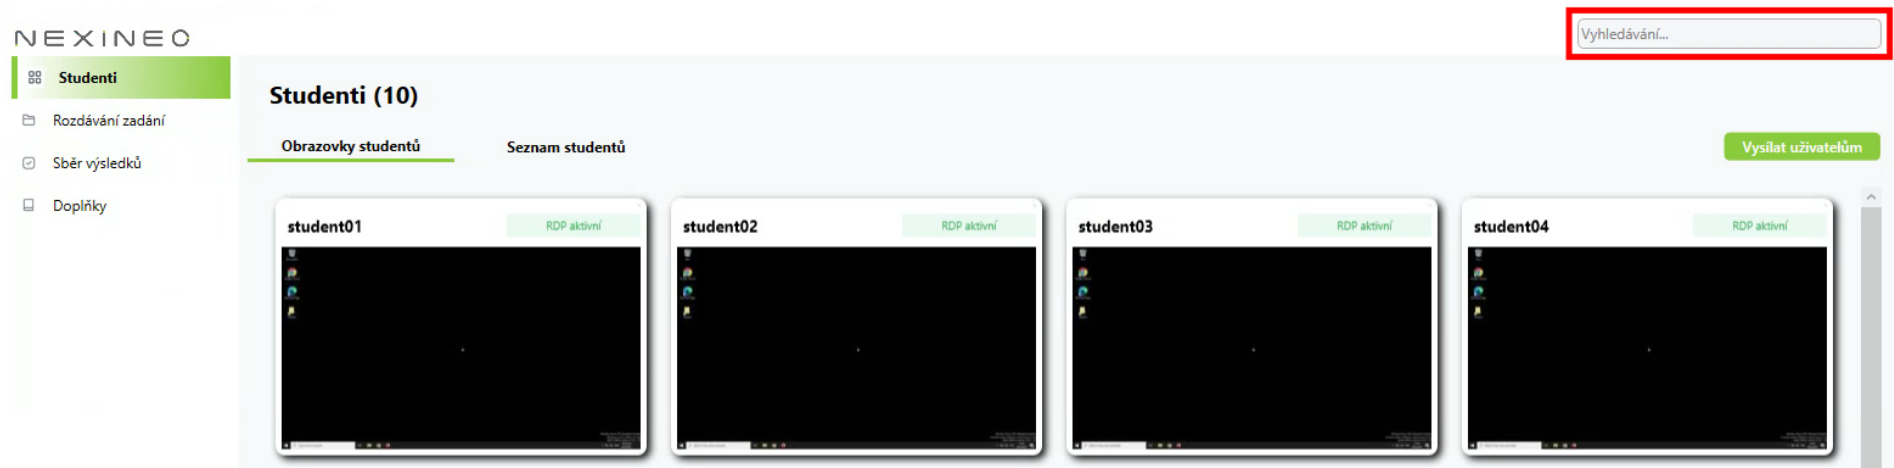 NEXINEO
Vyhledávání...
Studenti
Rozdávání zadání
Sběr výsledků
Doplňky
Studenti (10)
Obrazovky studentů
Seznam studentů
Vysílat uživatelům
student01
RDP aktivní
student02
RDP aktivní
student03
RDP aktivní
student04
RDP aktivní